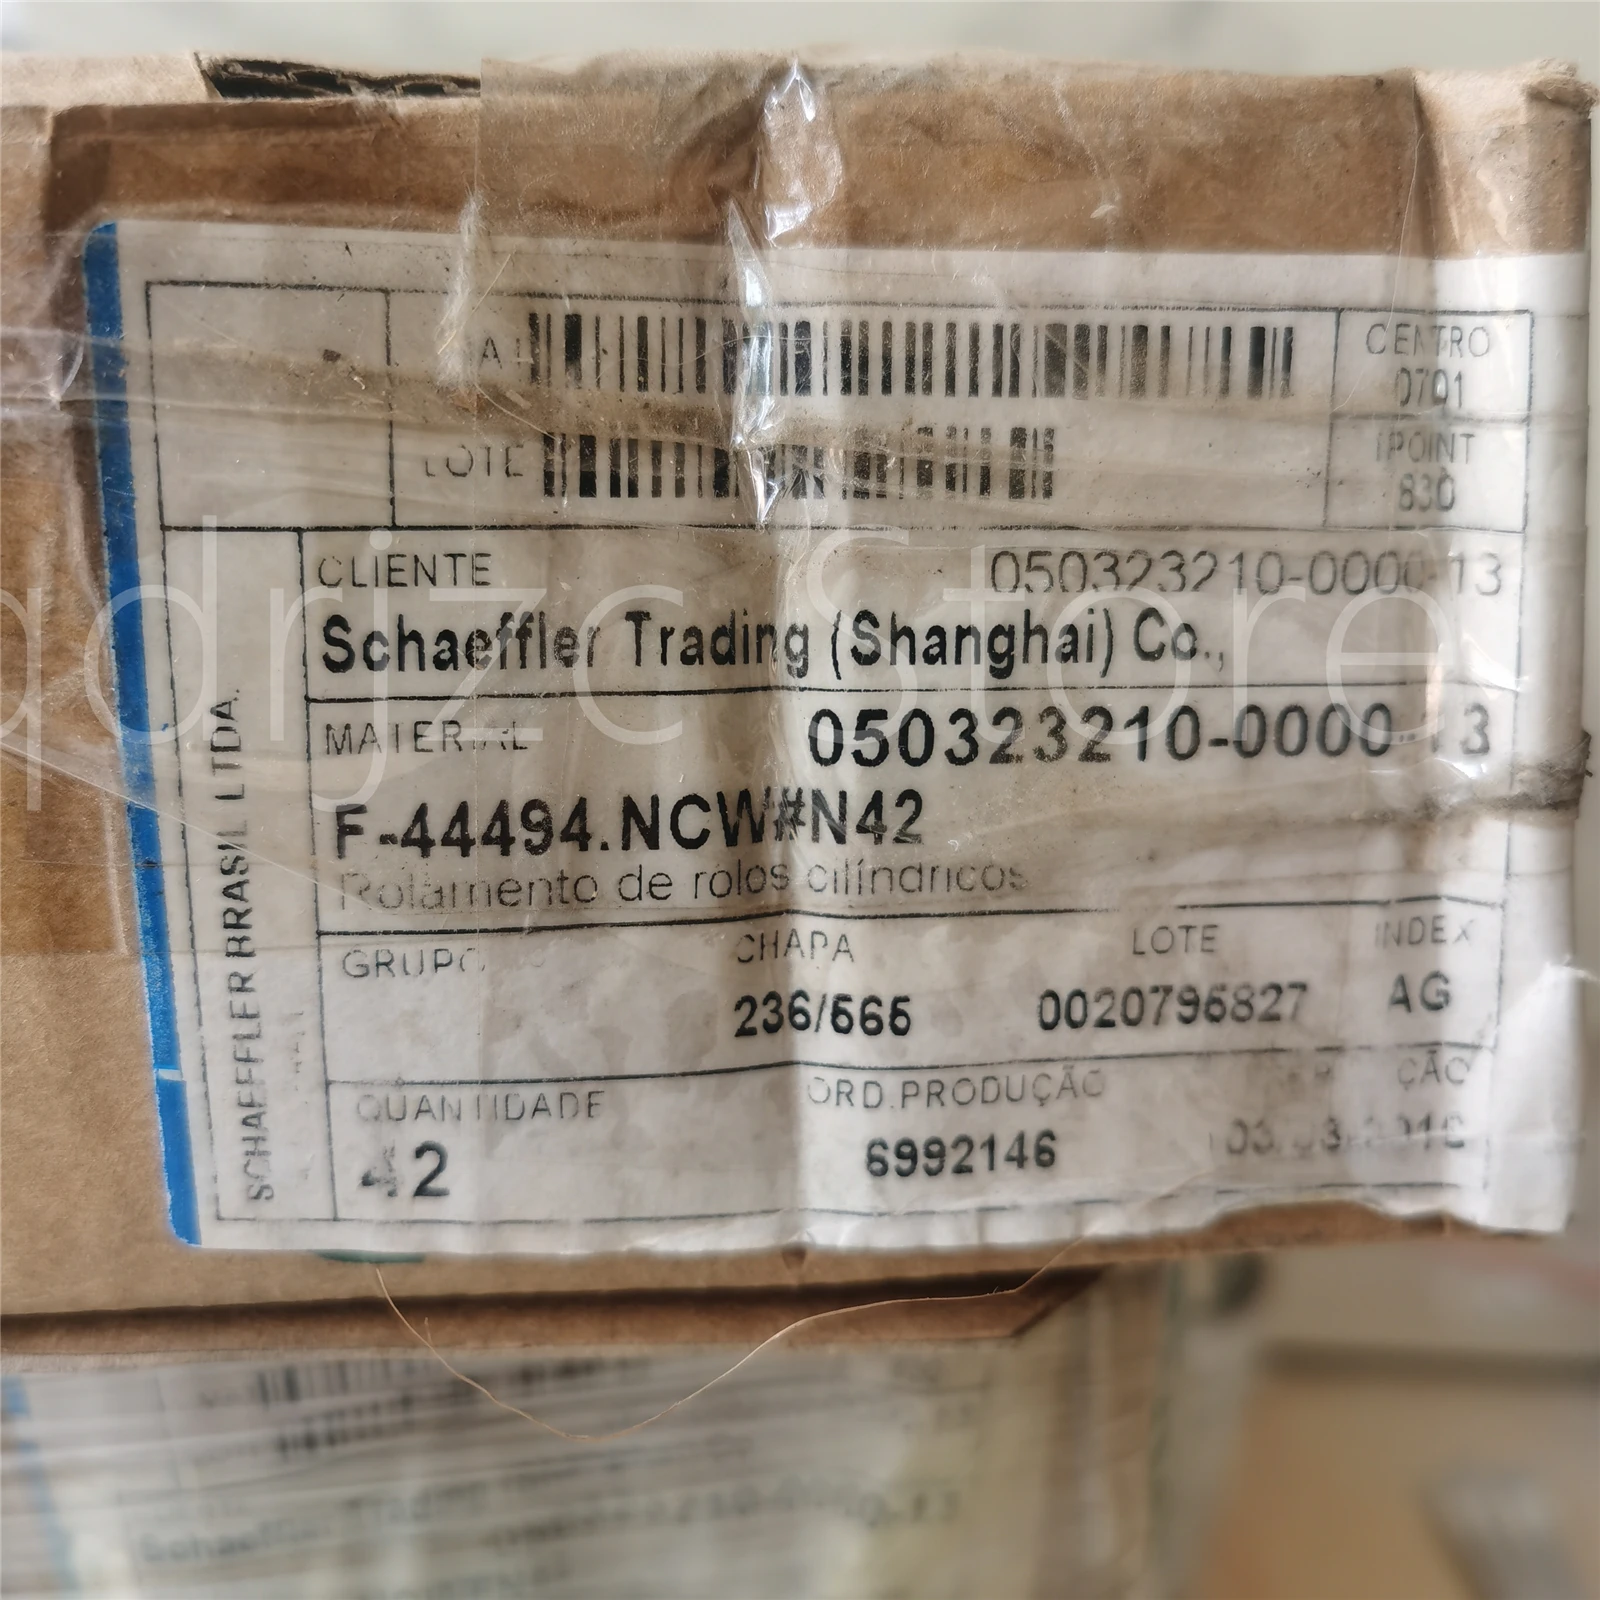 CENTRO
0701
LOTE
IPOINT
830
CLIENTE 050323210-0000-13
Schaeffler Trading (Shanghai) Co.,
MATERIAL 050323210-0000-13
F-44494.NCW#N42
Rolamento de rolos cilíndricos
GRUPO CHAPA LOTE INDEX
236/565 0020795827 AG
QUANTIDADE ORD.PRODUÇÃO
42 6992146
SCHAEFFLER BRASIL LTDA.
qdrjzc Store